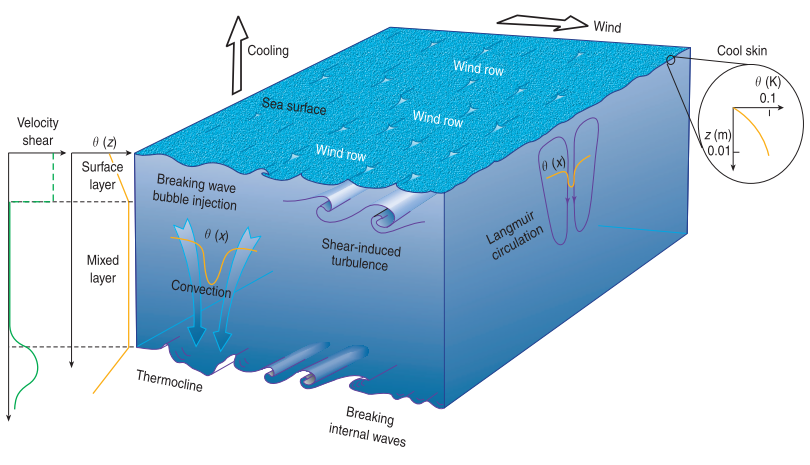 Wind
Cooling
Cool skin
Wind row
θ (K)
0.1
Sea surface
Wind row
Velocity
shear
θ (z)
z (m)
0.01
Wind row
Surface
layer
θ (x)
Breaking wave
bubble injection
θ (x)
Langmuir
circulation
Shear-induced
turbulence
Mixed
layer
Convection
Thermocline
Breaking
internal waves